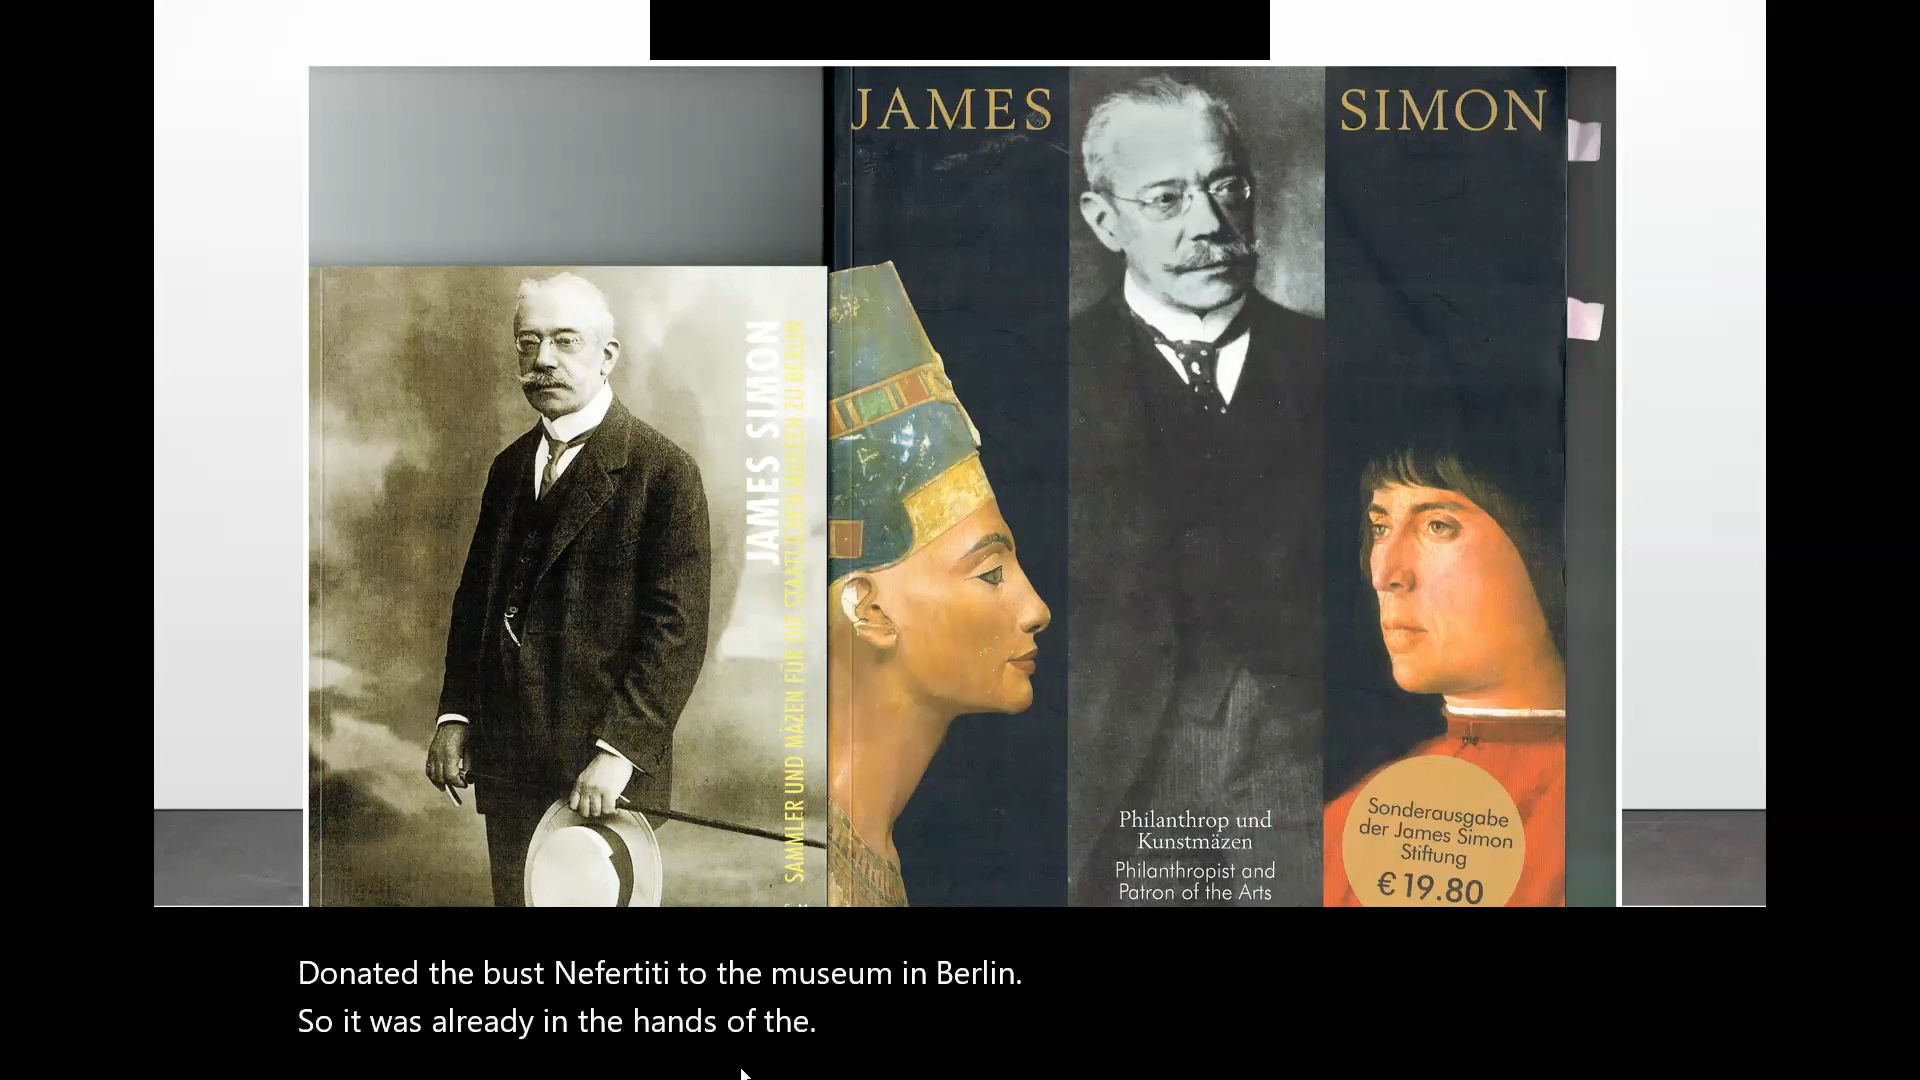 JAMES SIMON
JAMES SIMON
SAMMLER UND MÄZEN FÜR DIE STAATLICHEN MUSEEN ZU BERLIN
Philanthrop und
Kunstmäzen
Philanthropist and
Patron of the Arts
Sonderausgabe
der James Simon
Stiftung
€ 19.80
Donated the bust Nefertiti to the museum in Berlin.
So it was already in the hands of the.